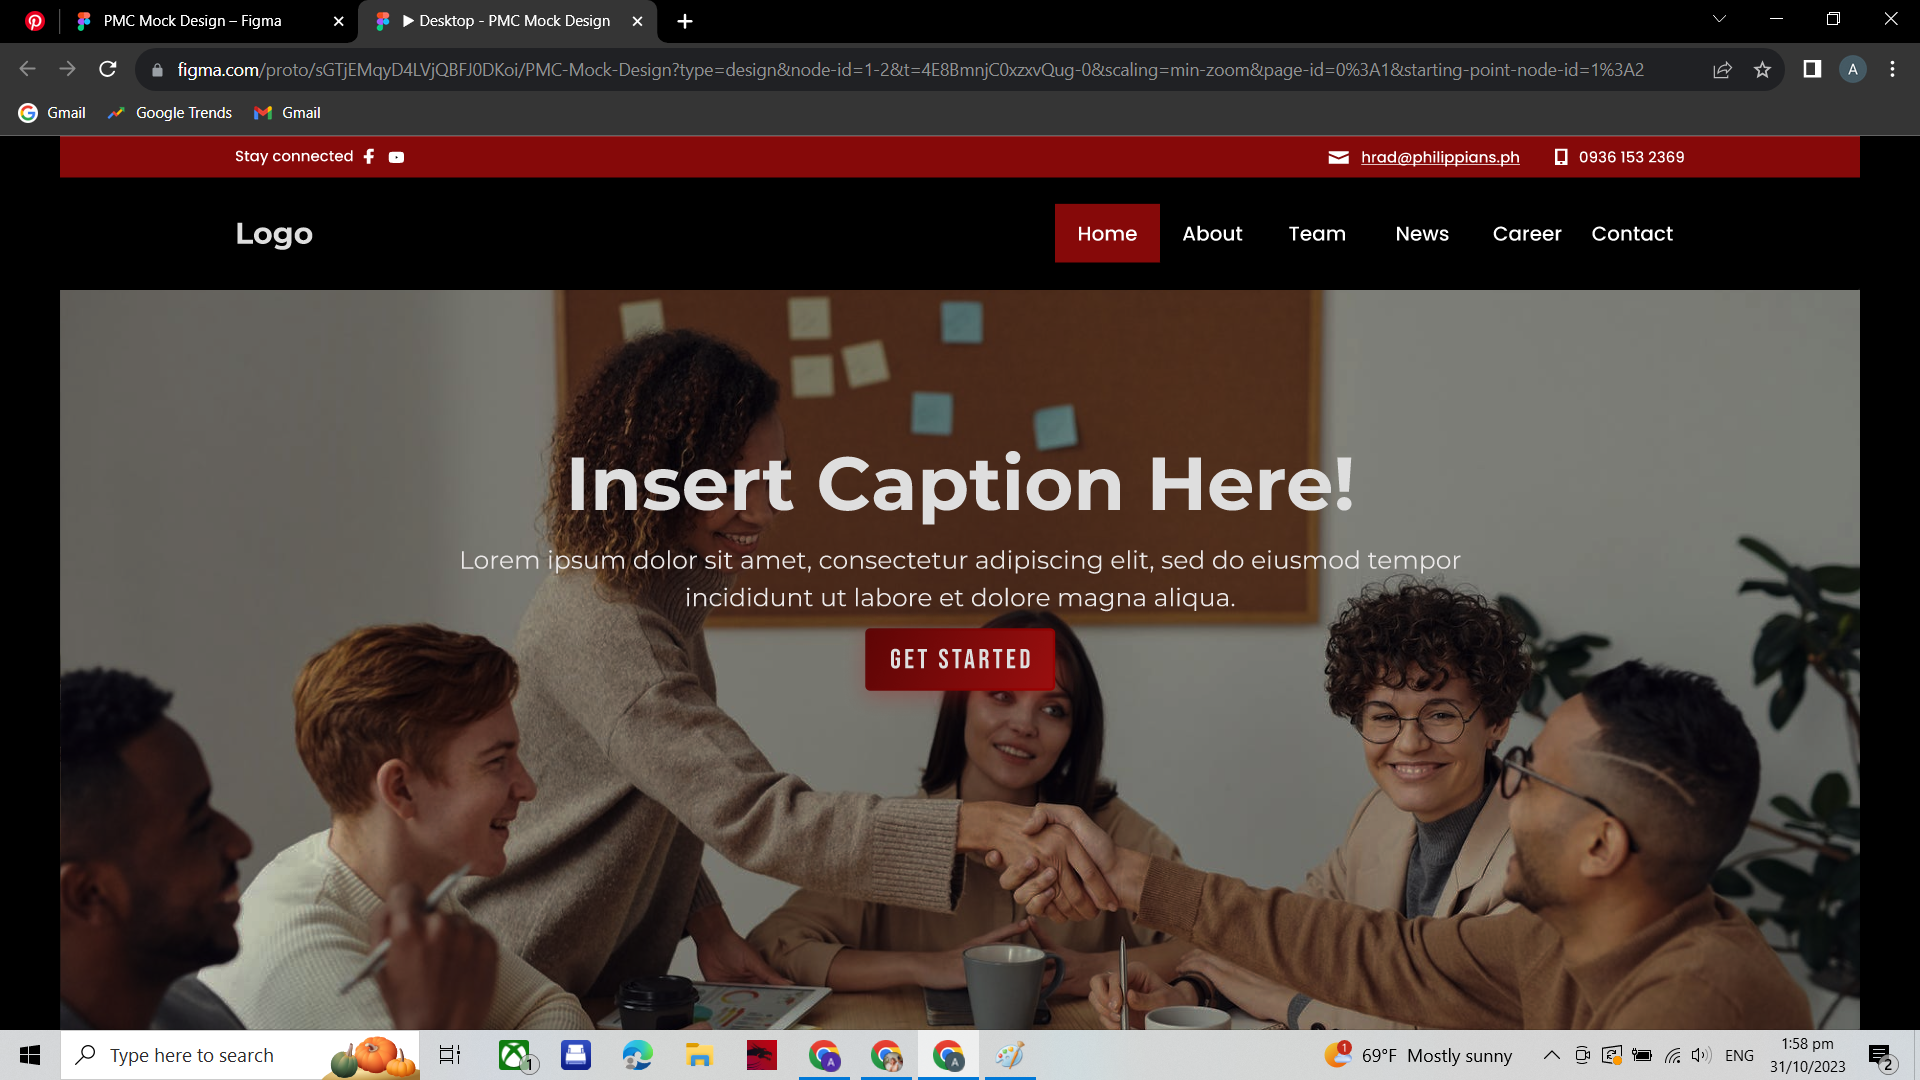 PMC Mock Design – Figma
▶ Desktop - PMC Mock Design
figma.com/proto/sGTjEMqyD4LVjQBFJ0DKoi/PMC-Mock-Design?type=design&node-id=1-2&t=4E8BmnjC0xzxvQug-0&scaling=min-zoom&page-id=0%3A1&starting-point-node-id=1%3A2
A
Gmail
Google Trends
Gmail
Stay connected
hrad@philippians.ph
0936 153 2369
Logo
Home
About
Team
News
Career
Contact
Insert Caption Here!
Lorem ipsum dolor sit amet, consectetur adipiscing elit, sed do eiusmod tempor
incididunt ut labore et dolore magna aliqua.
GET STARTED
Type here to search
1
A
A
1
69°F Mostly sunny
ENG
1:58 pm
31/10/2023
2